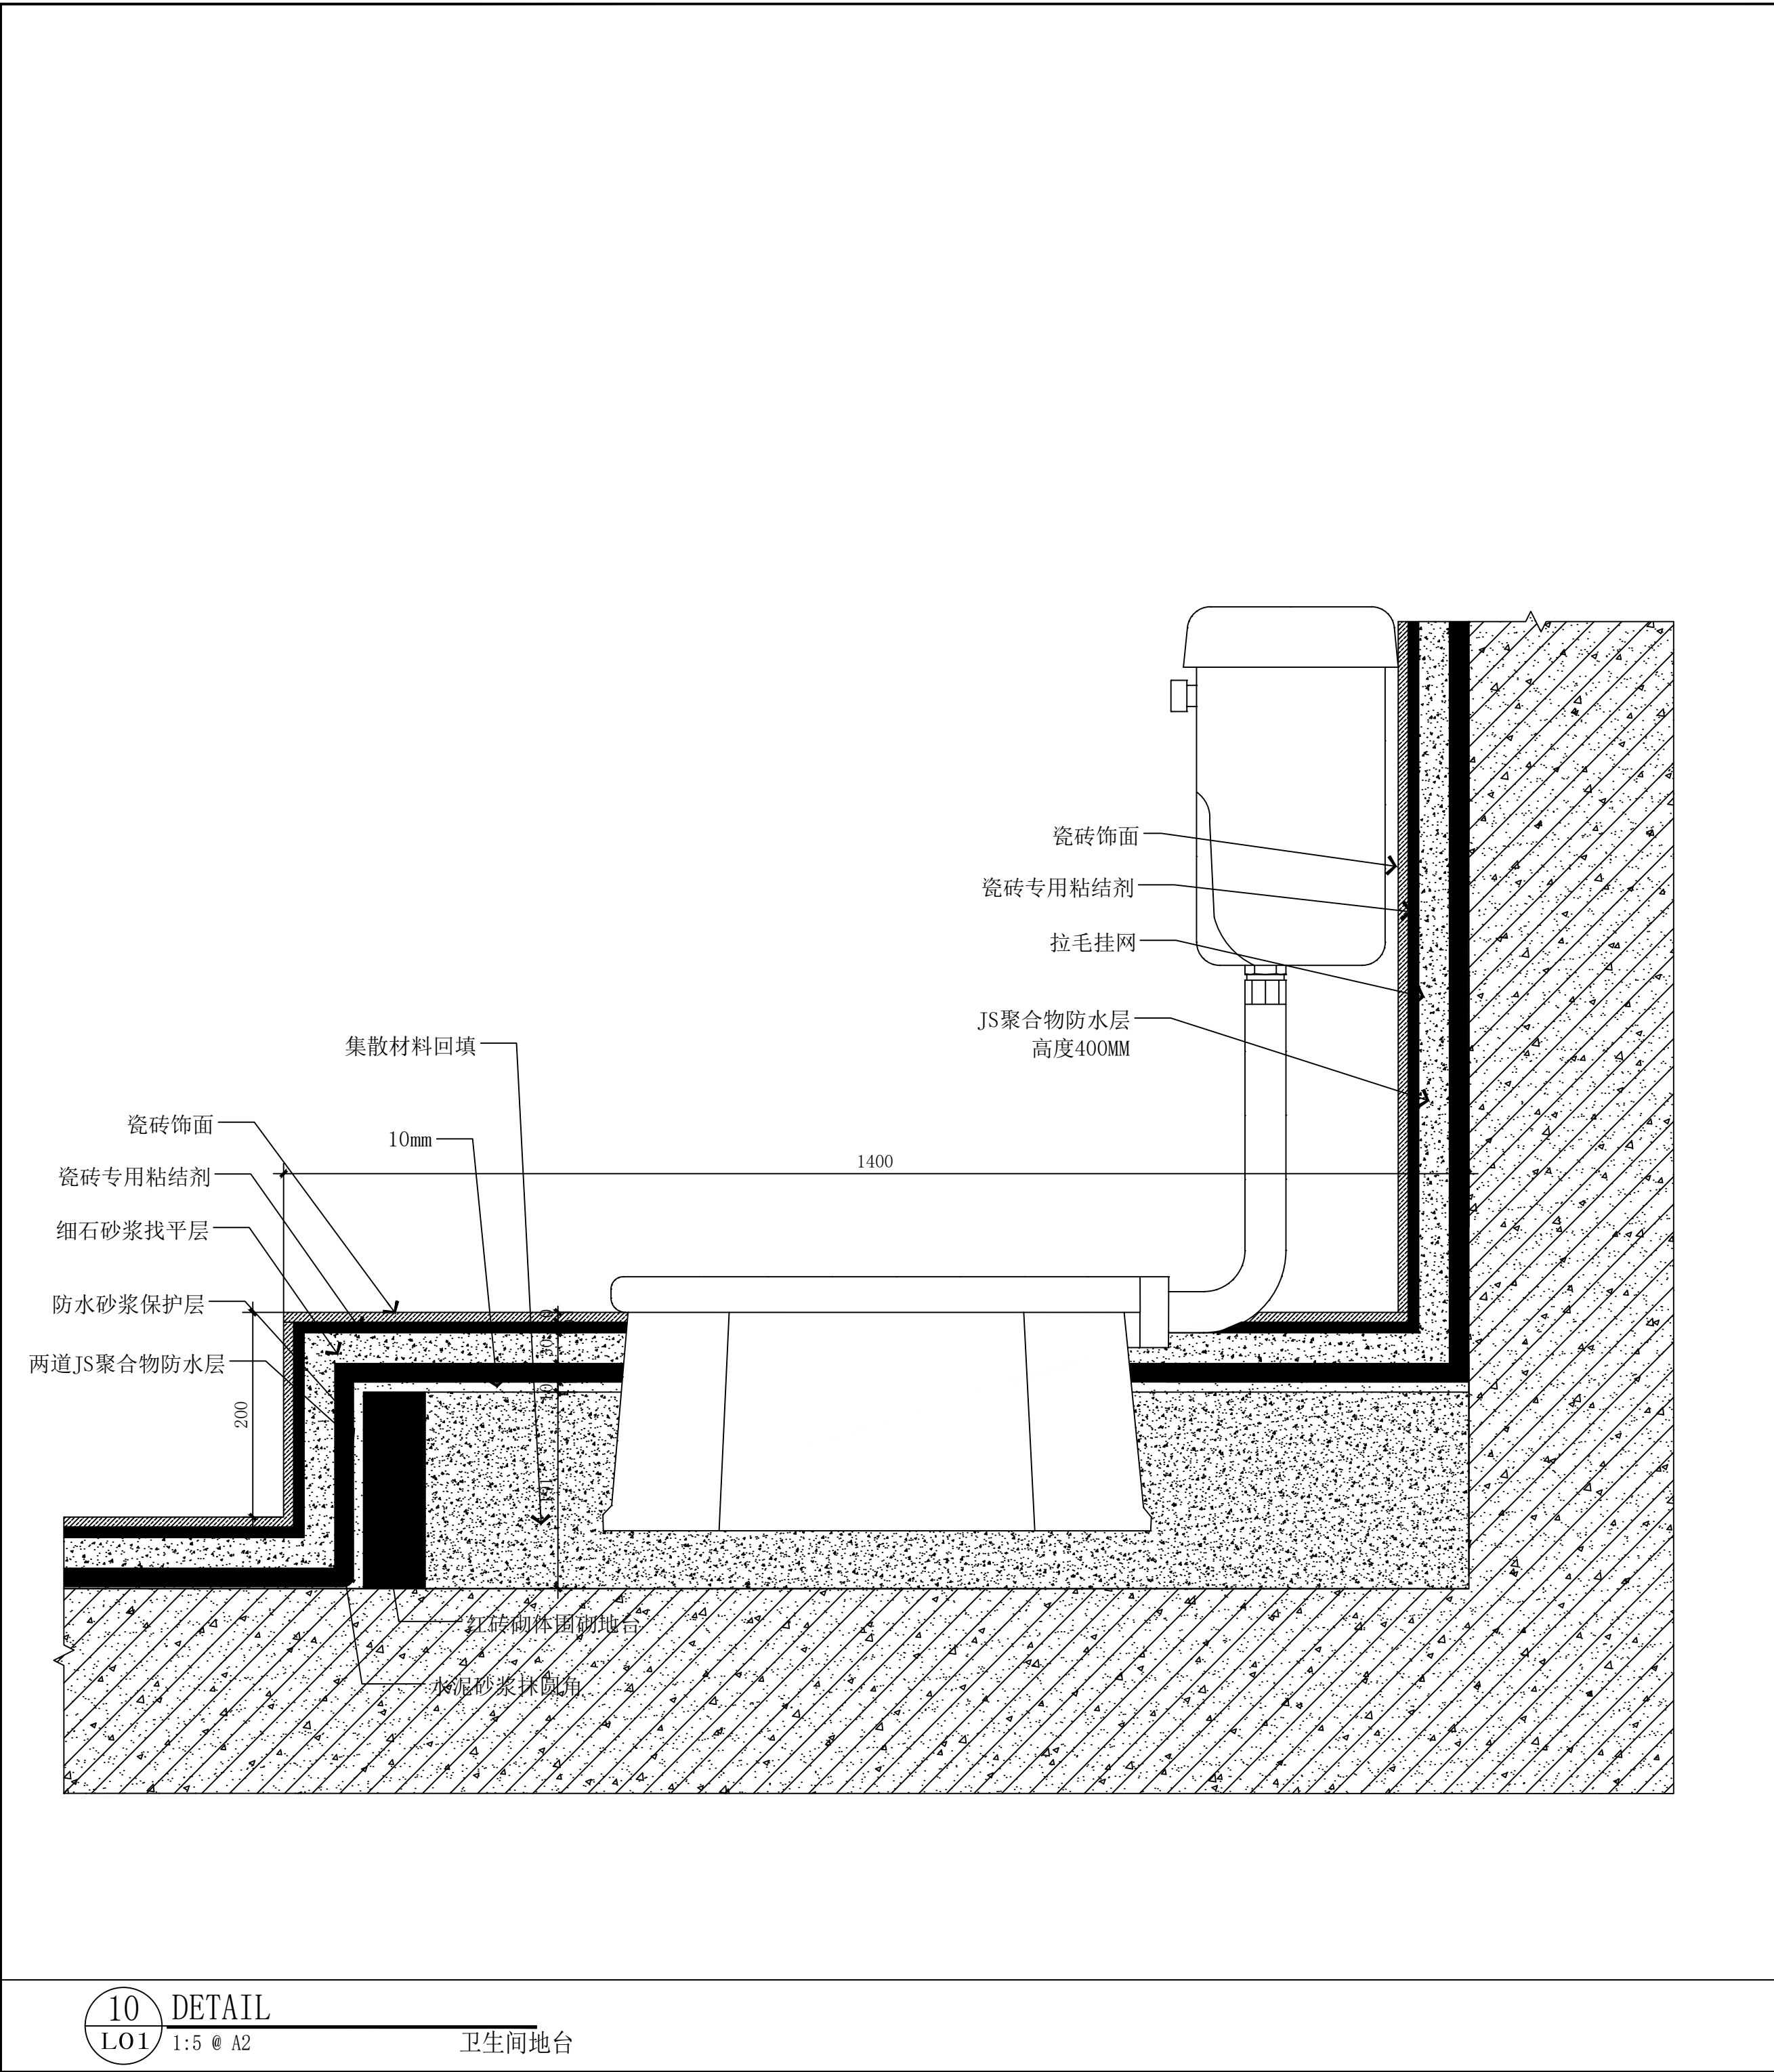 瓷砖饰面
瓷砖专用粘结剂
拉毛挂网
JS聚合物防水层
高度400MM
集散材料回填
瓷砖饰面
10mm
1400
瓷砖专用粘结剂
细石砂浆找平层
防水砂浆保护层
两道JS聚合物防水层
200
红砖砌体围砌地台
水泥砂浆抹圆角
10
DETAIL
L01
1:5 @ A2
卫生间地台